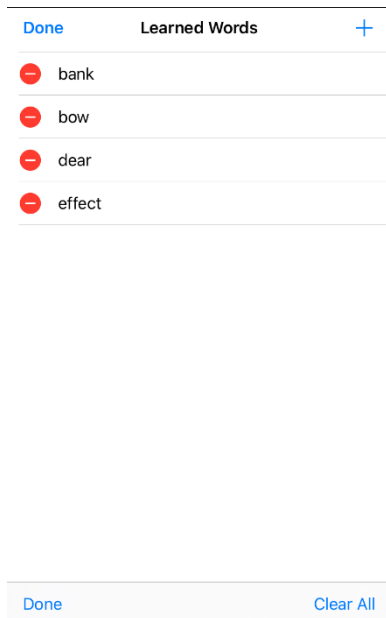 Done Learned Words +
bank
bow
dear
effect
Done Clear All